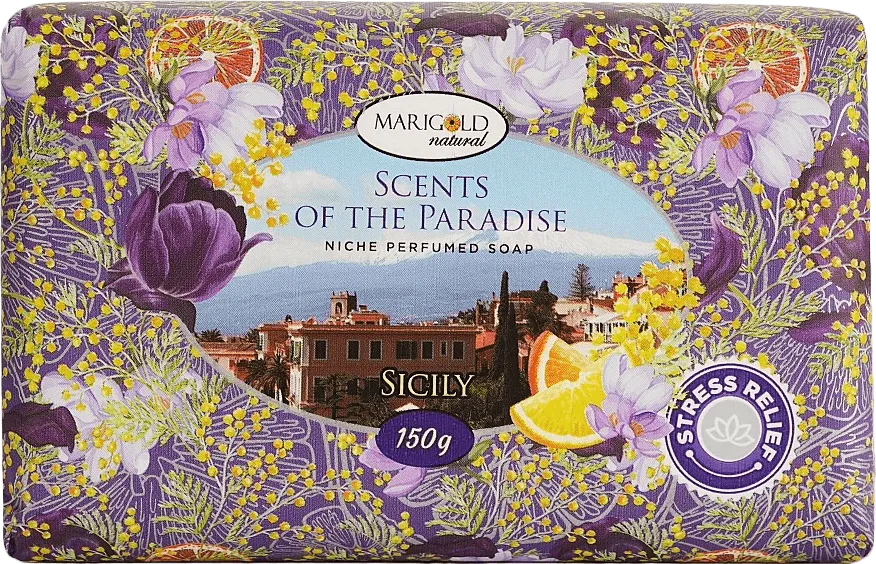 MARIGOLD
natural
SCENTS
OF THE PARADISE
NICHE PERFUMED SOAP
SICILY
150g
STRESS RELIEF